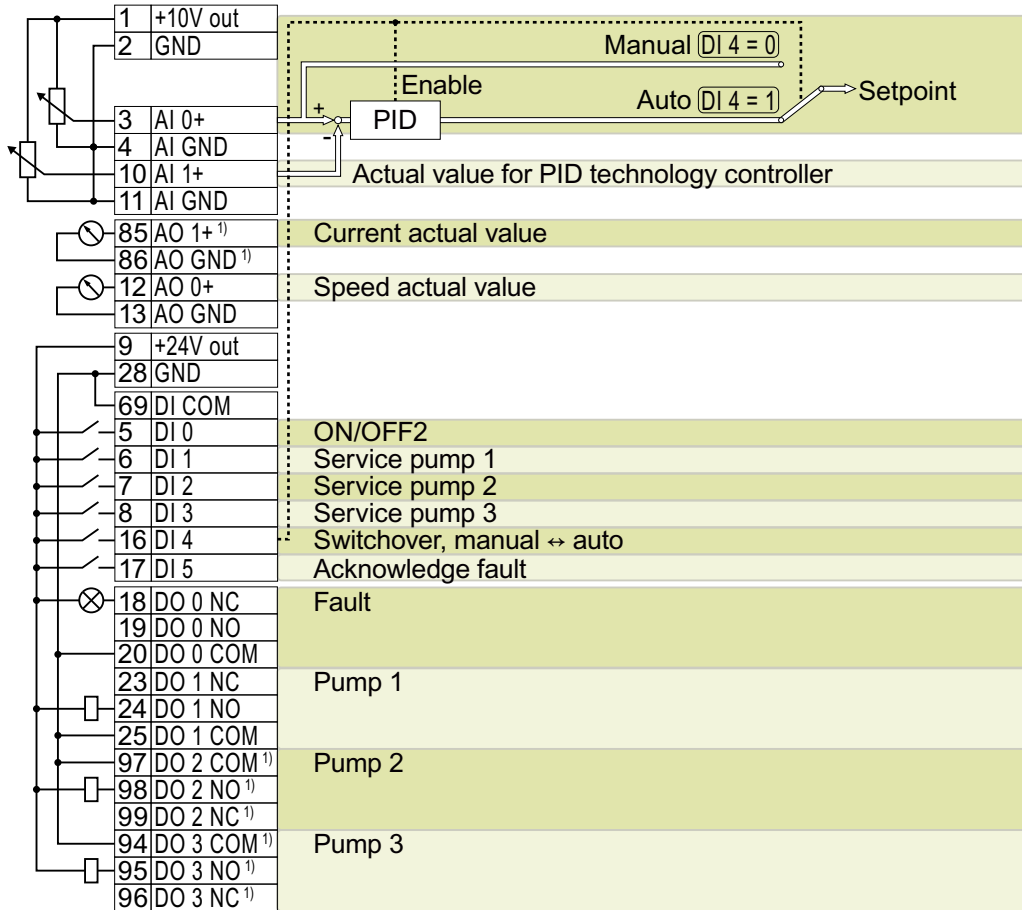 1 +10V out
2 GND
Manual DI 4 = 0
Enable
Auto DI 4 = 1
Setpoint
3 AI 0+
+
PID
-
4 AI GND
10 AI 1+ Actual value for PID technology controller
11 AI GND
85 AO 1+ 1) Current actual value
86 AO GND 1)
12 AO 0+ Speed actual value
13 AO GND
9 +24V out
28 GND
69 DI COM
5 DI 0 ON/OFF2
6 DI 1 Service pump 1
7 DI 2 Service pump 2
8 DI 3 Service pump 3
16 DI 4 Switchover, manual ↔ auto
17 DI 5 Acknowledge fault
18 DO 0 NC Fault
19 DO 0 NO
20 DO 0 COM
23 DO 1 NC Pump 1
24 DO 1 NO
25 DO 1 COM
97 DO 2 COM 1) Pump 2
98 DO 2 NO 1)
99 DO 2 NC 1)
94 DO 3 COM 1) Pump 3
95 DO 3 NO 1)
96 DO 3 NC 1)